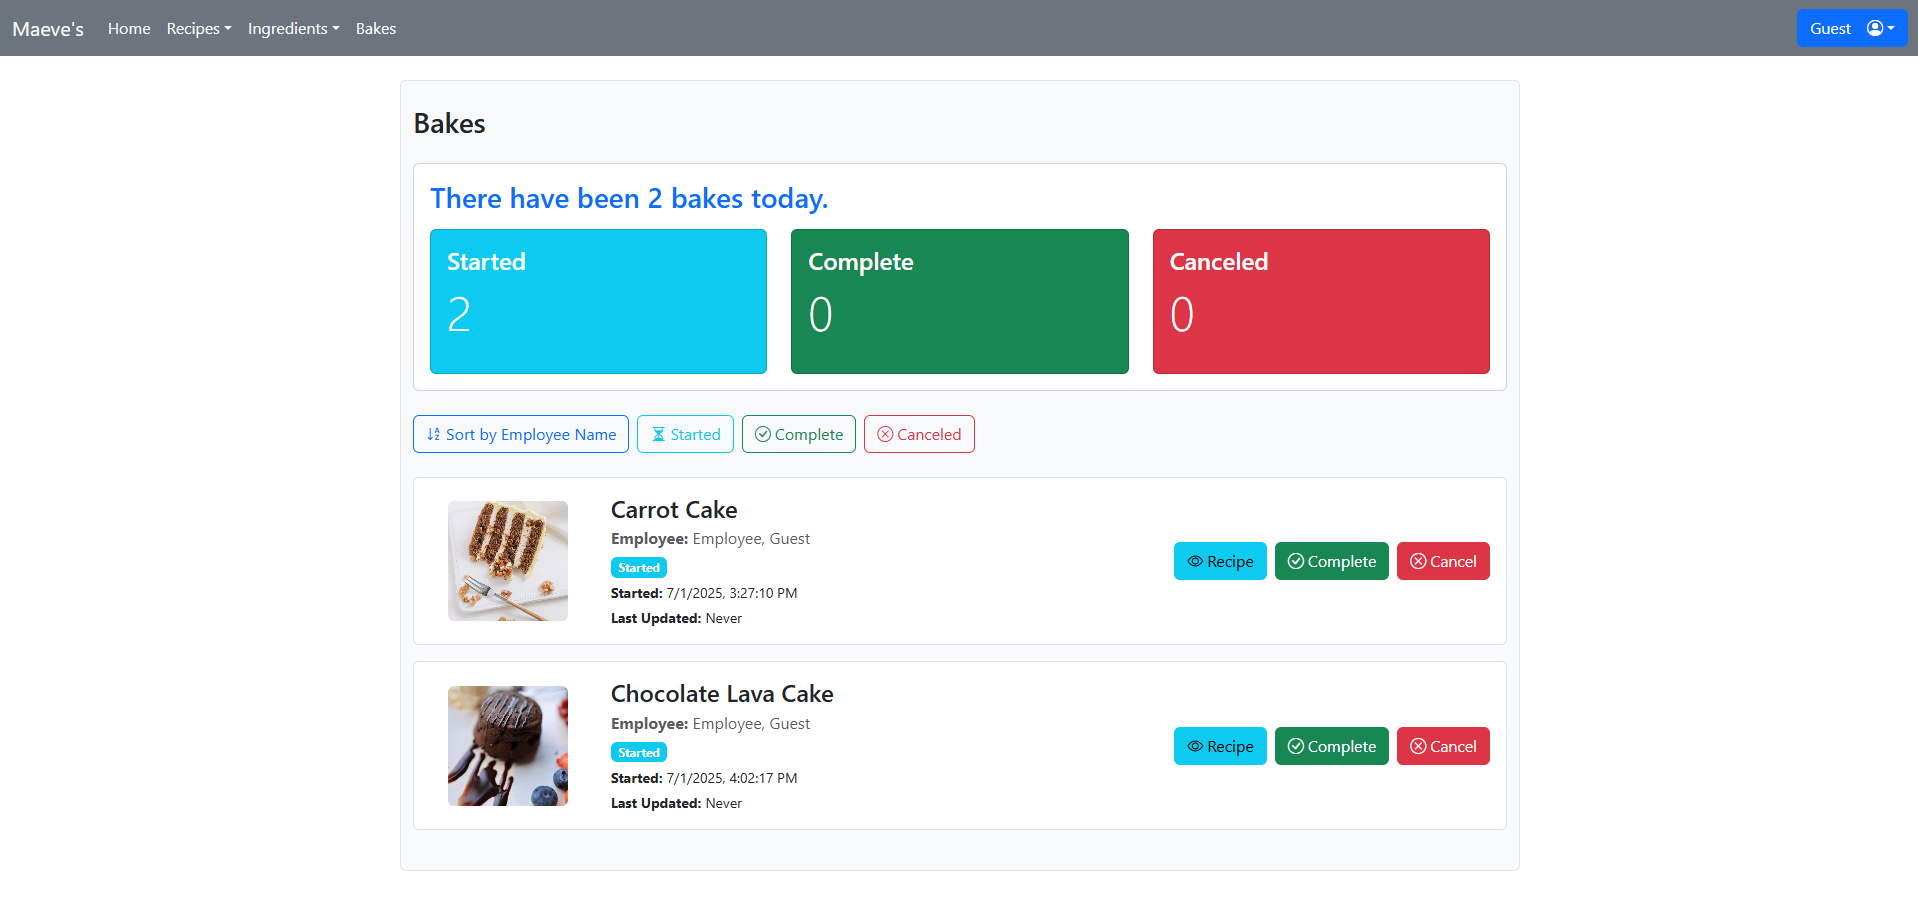 Maeve's Home Recipes Ingredients Bakes Guest
Bakes
There have been 2 bakes today.
Started
2
Complete
0
Canceled
0
Sort by Employee Name Started Complete Canceled
Carrot Cake
Employee: Employee, Guest
Started
Started: 7/1/2025, 3:27:10 PM
Last Updated: Never
Recipe Complete Cancel
Chocolate Lava Cake
Employee: Employee, Guest
Started
Started: 7/1/2025, 4:02:17 PM
Last Updated: Never
Recipe Complete Cancel